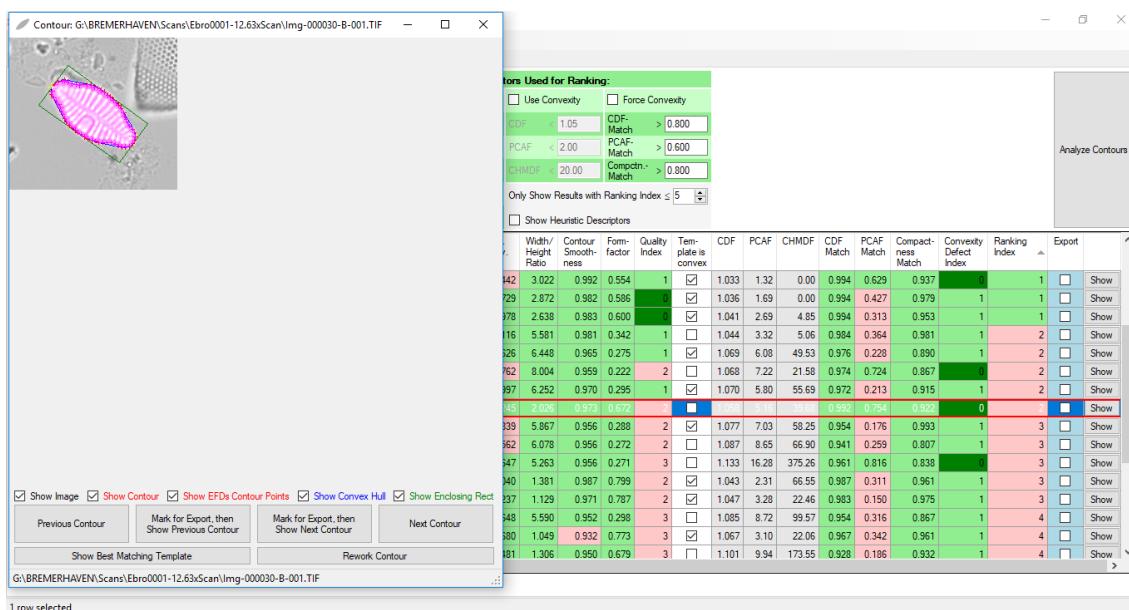 Contour: G:\BREMERHAVEN\Scans\Ebro0001-12.63xScan\Img-000030-B-001.TIF
Show Image Show Contour Show EFDs Contour Points Show Convex Hull Show Enclosing Rect
Previous Contour
Mark for Export, then
Show Previous Contour
Mark for Export, then
Show Next Contour
Next Contour
Show Best Matching Template
Rework Contour
G:\BREMERHAVEN\Scans\Ebro0001-12.63xScan\Img-000030-B-001.TIF
1 row selected
tors Used for Ranking:
Use Convexity Force Convexity
CDF < 1.05 CDF-
Match > 0.800
PCAF < 2.00 PCAF-
Match > 0.600
CHMDF < 20.00 Compctn.-
Match > 0.800
Only Show Results with Ranking Index ≤ 5
Show Heuristic Descriptors
Analyze Contours
Width/ Contour Form- Quality Tem- CDF PCAF CHMDF CDF PCAF Compact- Convexity Ranking Export
Height Smooth- factor Index plate is Match Match ness Defect Index
Ratio ness convex Match Index
442 3.022 0.992 0.554 1 1.033 1.32 0.00 0.994 0.629 0.937 0 1 Show
729 2.872 0.982 0.586 0 1.036 1.69 0.00 0.994 0.427 0.979 1 1 Show
978 2.638 0.983 0.600 0 1.041 2.69 4.85 0.994 0.313 0.953 1 1 Show
116 5.581 0.981 0.342 1 1.044 3.32 5.06 0.984 0.364 0.981 1 2 Show
626 6.448 0.965 0.275 1 1.069 6.08 49.53 0.976 0.228 0.890 1 2 Show
762 8.004 0.959 0.222 2 1.068 7.22 21.58 0.974 0.724 0.867 0 2 Show
997 6.252 0.970 0.295 1 1.070 5.80 55.69 0.972 0.213 0.915 1 2 Show
245 2.026 0.973 0.672 2 0.992 0.754 0.922 0 2 Show
339 5.867 0.956 0.288 2 1.077 7.03 58.25 0.954 0.176 0.993 1 3 Show
562 6.078 0.956 0.272 2 1.087 8.65 66.90 0.941 0.259 0.807 1 3 Show
547 5.263 0.956 0.271 3 1.133 16.28 375.26 0.961 0.816 0.838 0 3 Show
040 1.381 0.987 0.799 2 1.043 2.31 66.55 0.987 0.311 0.961 1 3 Show
237 1.129 0.971 0.787 2 1.047 3.28 22.46 0.983 0.150 0.975 1 3 Show
548 5.590 0.952 0.298 3 1.085 8.72 99.57 0.954 0.316 0.867 1 4 Show
580 1.049 0.932 0.773 3 1.067 3.10 22.06 0.967 0.342 0.961 1 4 Show
481 1.306 0.950 0.679 3 1.101 9.94 173.55 0.928 0.186 0.932 1 4 Show